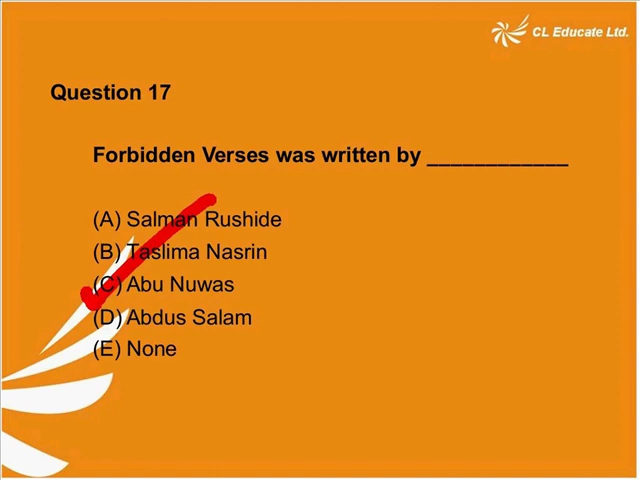 CL Educate Ltd.
Question 17
Forbidden Verses was written by ____________
(A) Salman Rushide
(B) Taslima Nasrin
(C) Abu Nuwas
(D) Abdus Salam
(E) None